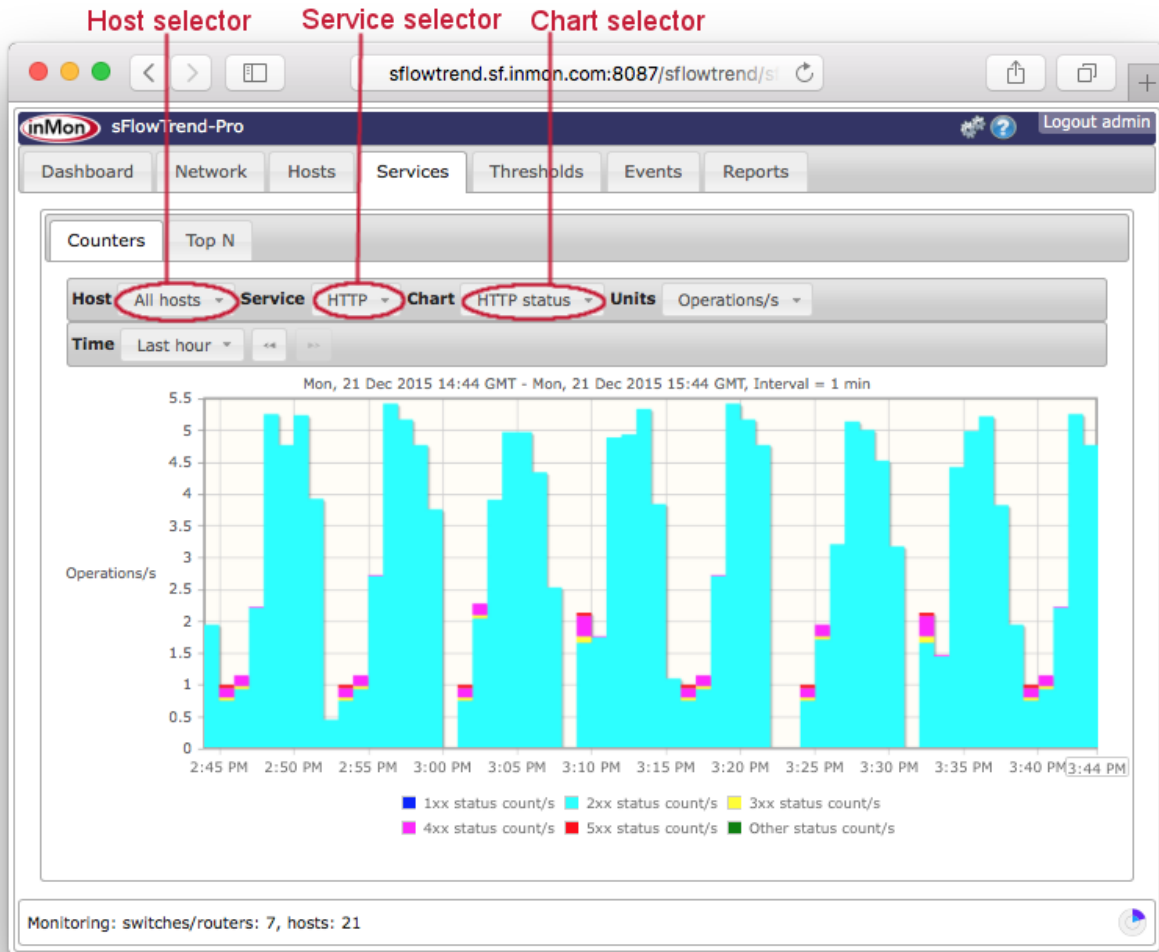 Host selector Service selector Chart selector
sflowtrend.sf.inmon.com:8087/sflowtrend/s
inMon sFlowTrend-Pro ? Logout admin
Dashboard Network Hosts Services Thresholds Events Reports
Counters Top N
Host All hosts Service HTTP Chart HTTP status Units Operations/s
Time Last hour
Mon, 21 Dec 2015 14:44 GMT - Mon, 21 Dec 2015 15:44 GMT, Interval = 1 min
5.5
5
4.5
4
3.5
3
Operations/s
2.5
2
1.5
1
0.5
0
2:45 PM 2:50 PM 2:55 PM 3:00 PM 3:05 PM 3:10 PM 3:15 PM 3:20 PM 3:25 PM 3:30 PM 3:35 PM 3:40 PM 3:44 PM
1xx status count/s 2xx status count/s 3xx status count/s
4xx status count/s 5xx status count/s Other status count/s
Monitoring: switches/routers: 7, hosts: 21